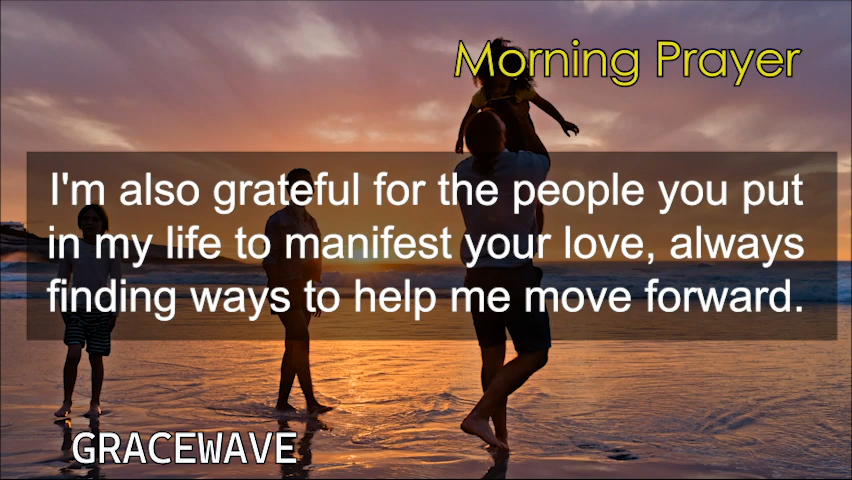 Morning Prayer
I'm also grateful for the people you put
in my life to manifest your love, always
finding ways to help me move forward.
GRACEWAVE